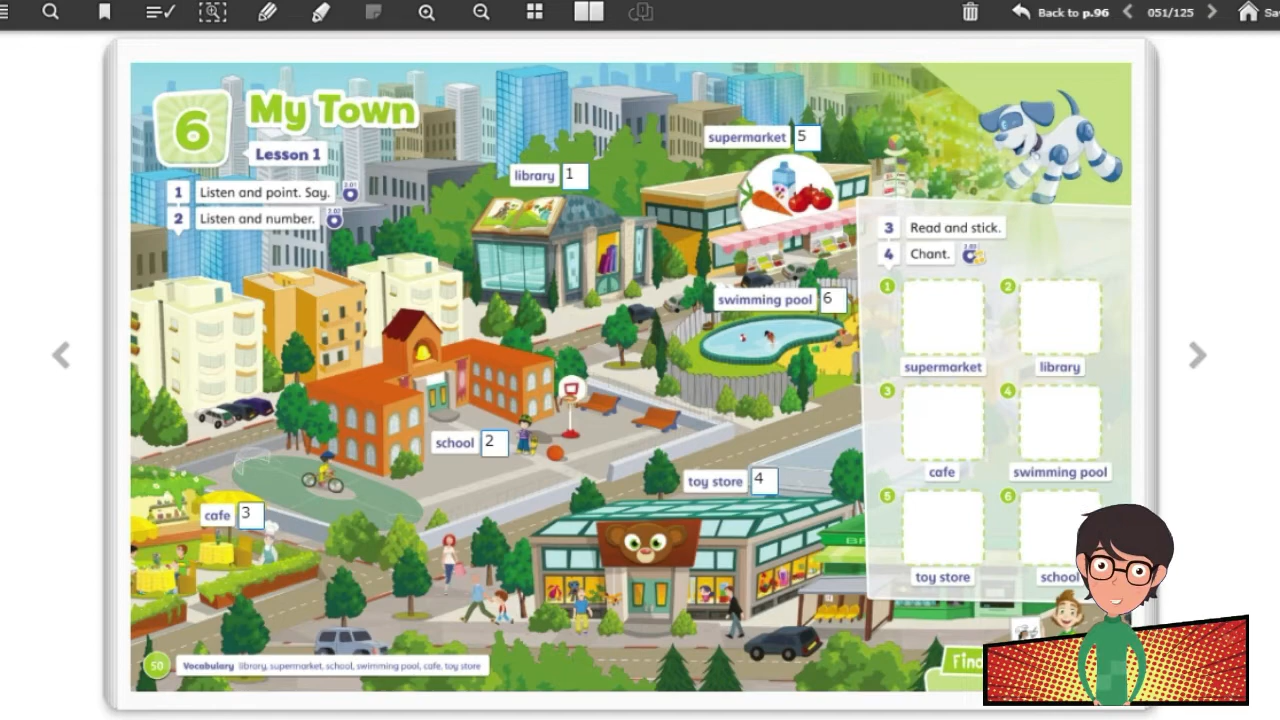 Back to p.96
051/125
Sa
6
My Town
Lesson 1
1 Listen and point. Say.
2 Listen and number.
library 1
supermarket 5
swimming pool 6
school 2
toy store 4
cafe 3
3 Read and stick.
4 Chant.
1
2
supermarket
library
3
4
cafe
swimming pool
5
6
toy store
school
50
Vocabulary library, supermarket, school, swimming pool, cafe, toy store
Find